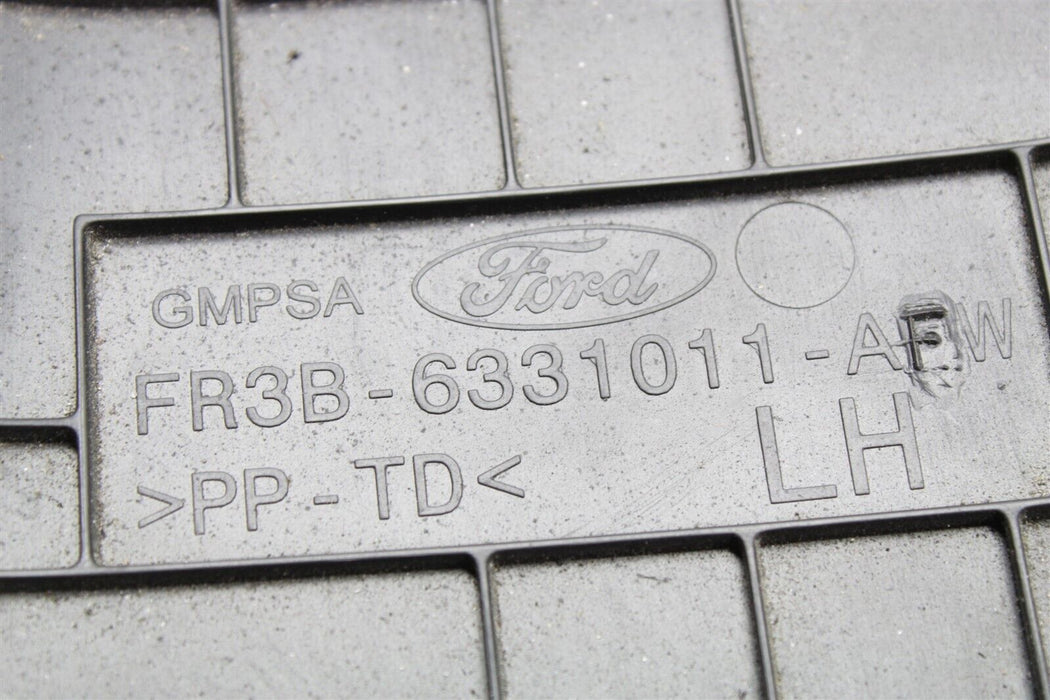 Ford
GMPSA
FR3B-6331011-AFW
>PP-TD<
LH